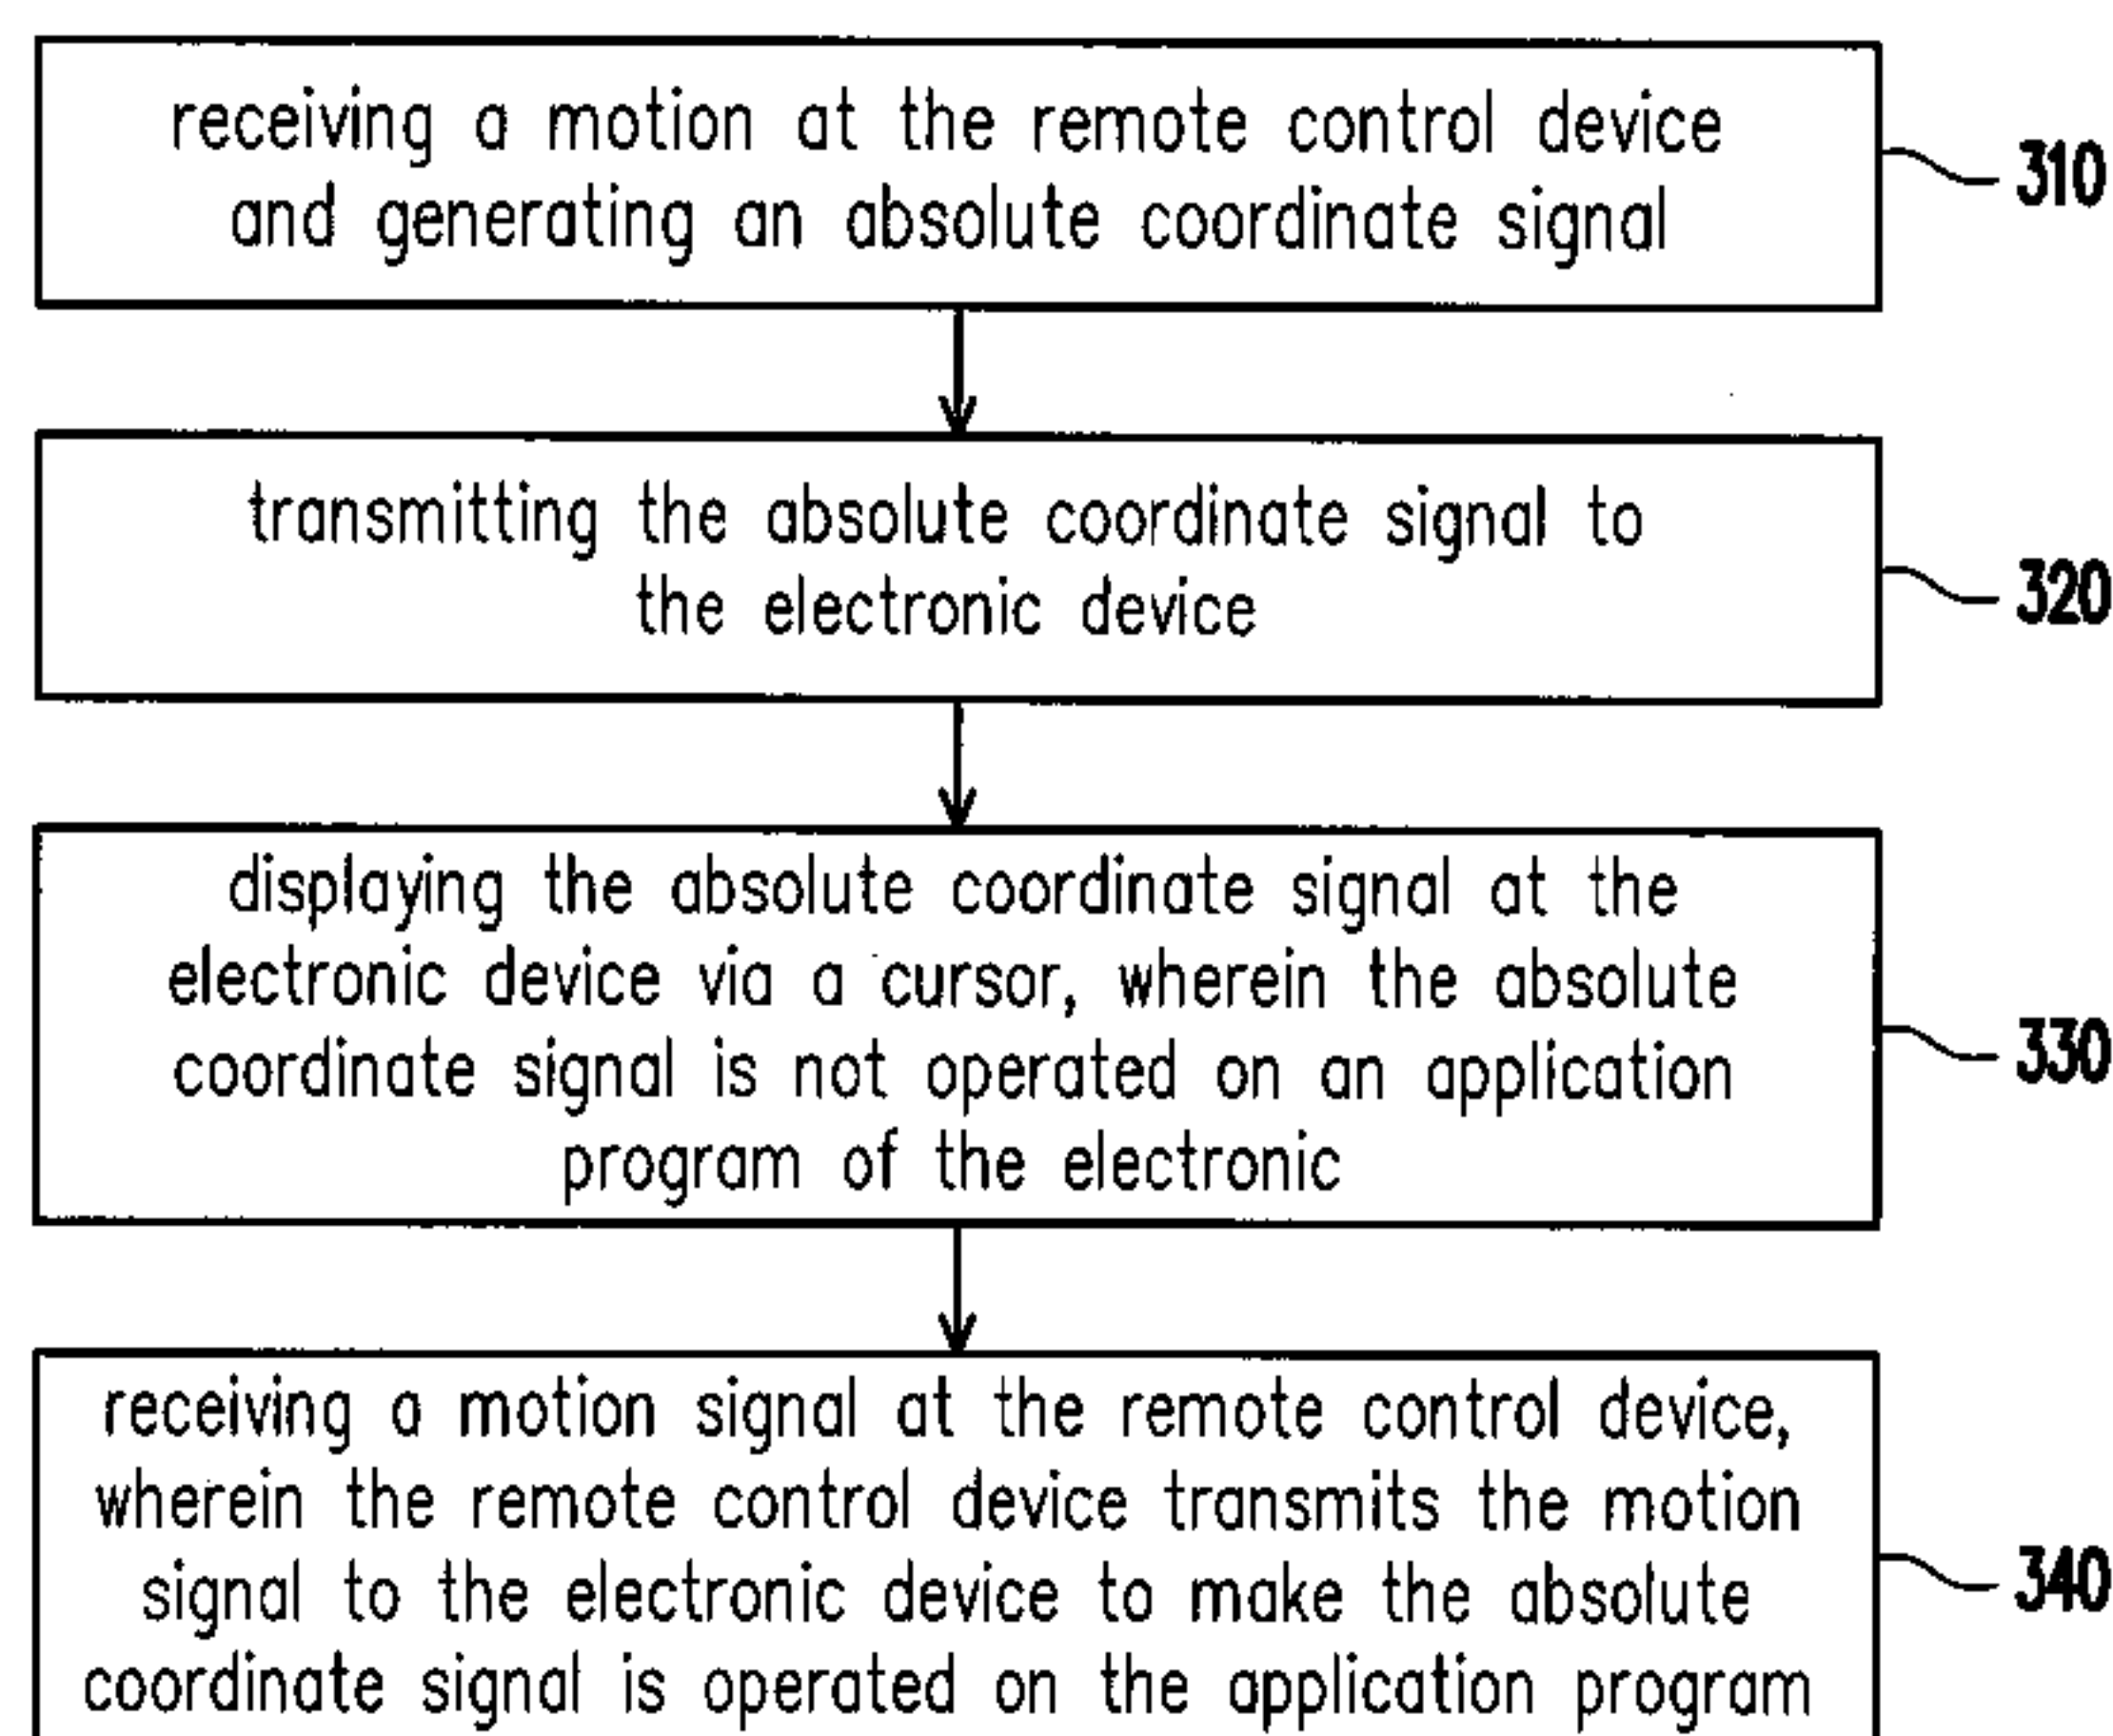 receiving a motion at the remote control device
and generating an absolute coordinate signal
310
transmitting the absolute coordinate signal to
the electronic device
320
displaying the absolute coordinate signal at the
electronic device via a cursor, wherein the absolute
coordinate signal is not operated on an application
program of the electronic
330
receiving a motion signal at the remote control device,
wherein the remote control device transmits the motion
signal to the electronic device to make the absolute
coordinate signal is operated on the application program
340